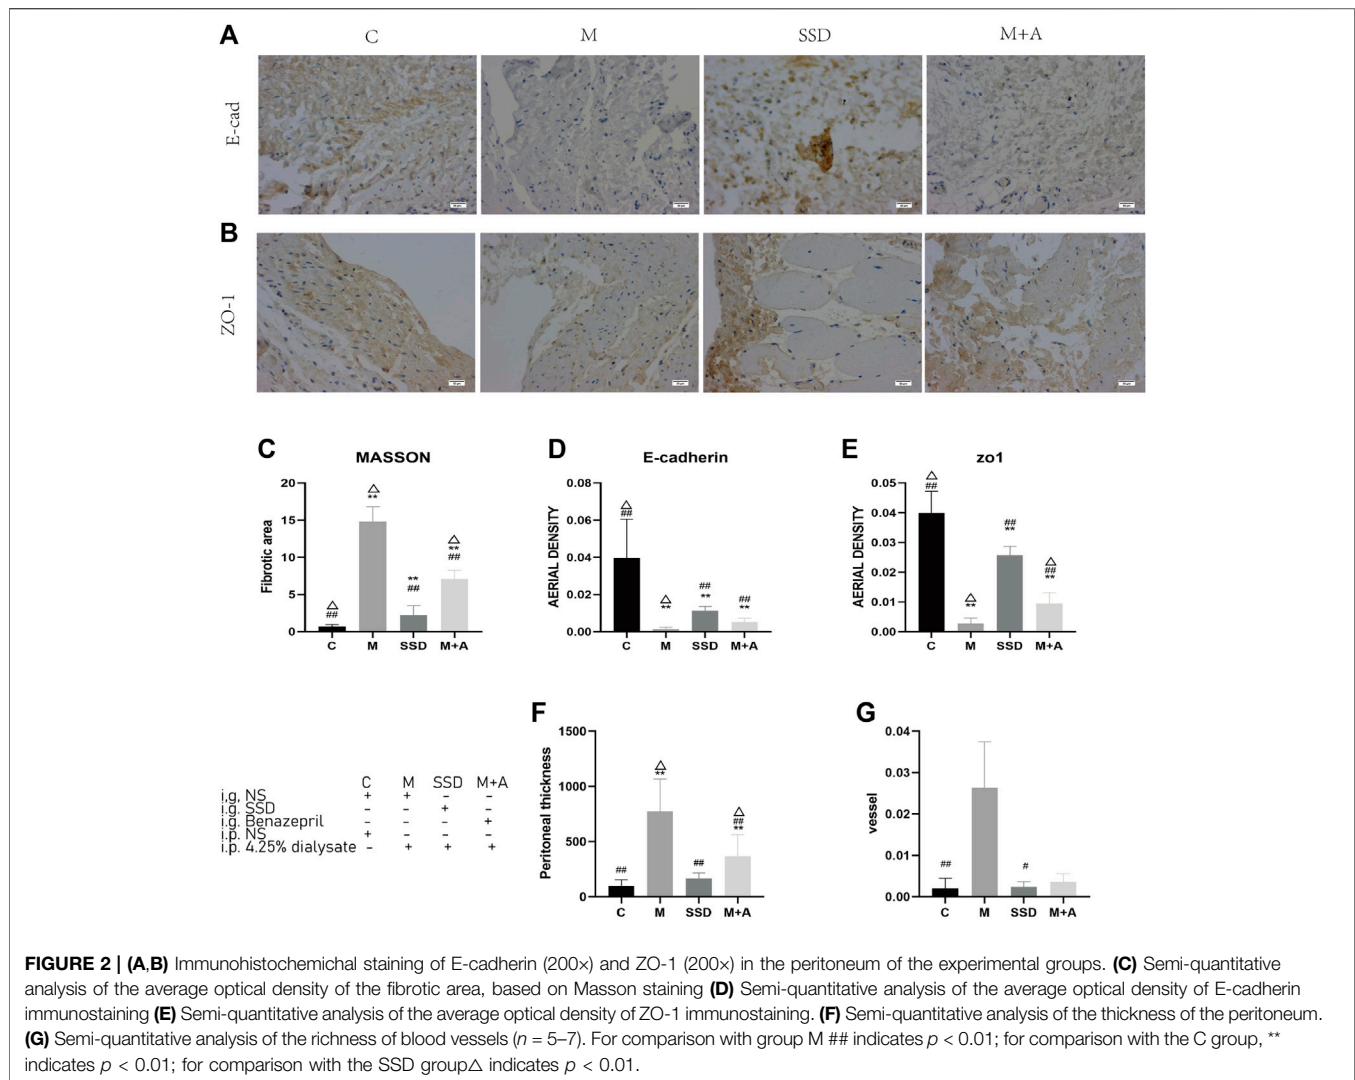 A
C M SSD M+A
E-cad
B
ZO-1
C
MASSON
Fibrotic area
20
15
10
5
0
△
##
△
**
**
##
△
**
##
C M SSD M+A
D
E-cadherin
AERIAL DENSITY
0.08
0.06
0.04
0.02
0.00
△
##
△
**
##
**
##
**
C M SSD M+A
E
zo1
AERIAL DENSITY
0.05
0.04
0.03
0.02
0.01
0.00
△
##
△
**
##
**
△
##
**
C M SSD M+A
C M SSD M+A
i.g, NS + + – –
i.g. SSD – – + –
i.g. Benazepril – – – +
i.p. NS + – – –
i.p. 4.25% dialysate – + + +
F
Peritoneal thickness
1500
1000
500
0
##
△
**
##
△
##
**
C M SSD M+A
G
vessel
0.04
0.03
0.02
0.01
0.00
##
#
C M SSD M+A
FIGURE 2 | (A,B) Immunohistochemichal staining of E-cadherin (200×) and ZO-1 (200×) in the peritoneum of the experimental groups. (C) Semi-quantitative
analysis of the average optical density of the fibrotic area, based on Masson staining (D) Semi-quantitative analysis of the average optical density of E-cadherin
immunostaining (E) Semi-quantitative analysis of the average optical density of ZO-1 immunostaining. (F) Semi-quantitative analysis of the thickness of the peritoneum.
(G) Semi-quantitative analysis of the richness of blood vessels (n = 5–7). For comparison with group M ## indicates p < 0.01; for comparison with the C group, **
indicates p < 0.01; for comparison with the SSD group△ indicates p < 0.01.